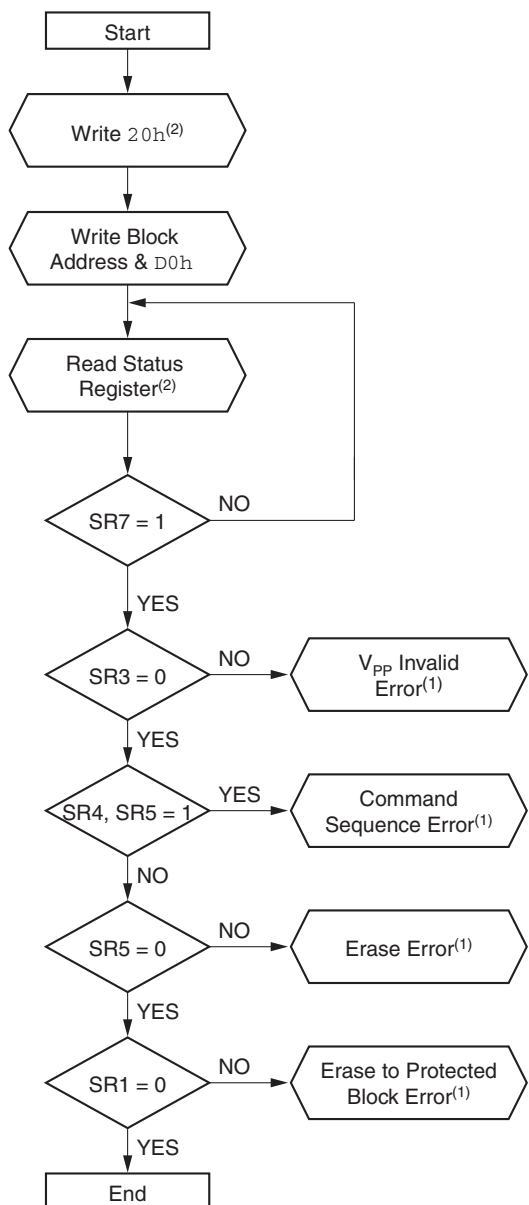 Start
Write 20h(2)
Write Block
Address & D0h
Read Status
Register(2)
SR7 = 1
NO
YES
SR3 = 0
NO
VPP Invalid
Error(1)
YES
SR4, SR5 = 1
YES
Command
Sequence Error(1)
NO
SR5 = 0
NO
Erase Error(1)
YES
SR1 = 0
NO
Erase to Protected
Block Error(1)
YES
End